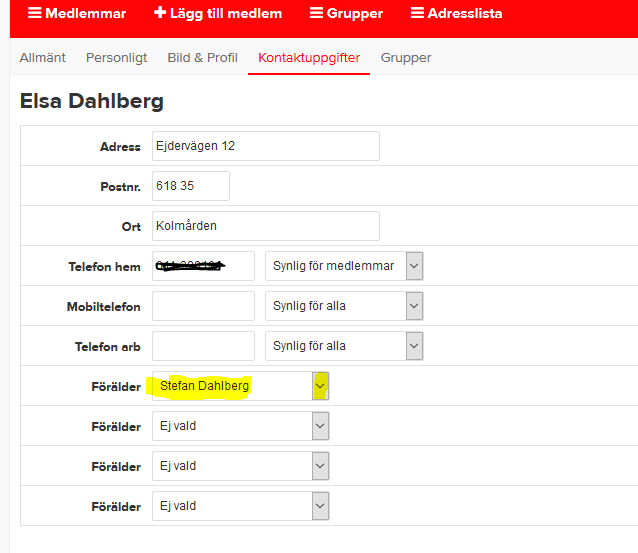 Medlemmar Lägg till medlem Grupper Adresslista
Allmänt Personligt Bild & Profil Kontaktuppgifter Grupper
Elsa Dahlberg
Adress Ejdervägen 12
Postnr. 618 35
Ort Kolmården
Telefon hem Synlig för medlemmar
Mobiltelefon Synlig för alla
Telefon arb Synlig för alla
Förälder Stefan Dahlberg
Förälder Ej vald
Förälder Ej vald
Förälder Ej vald